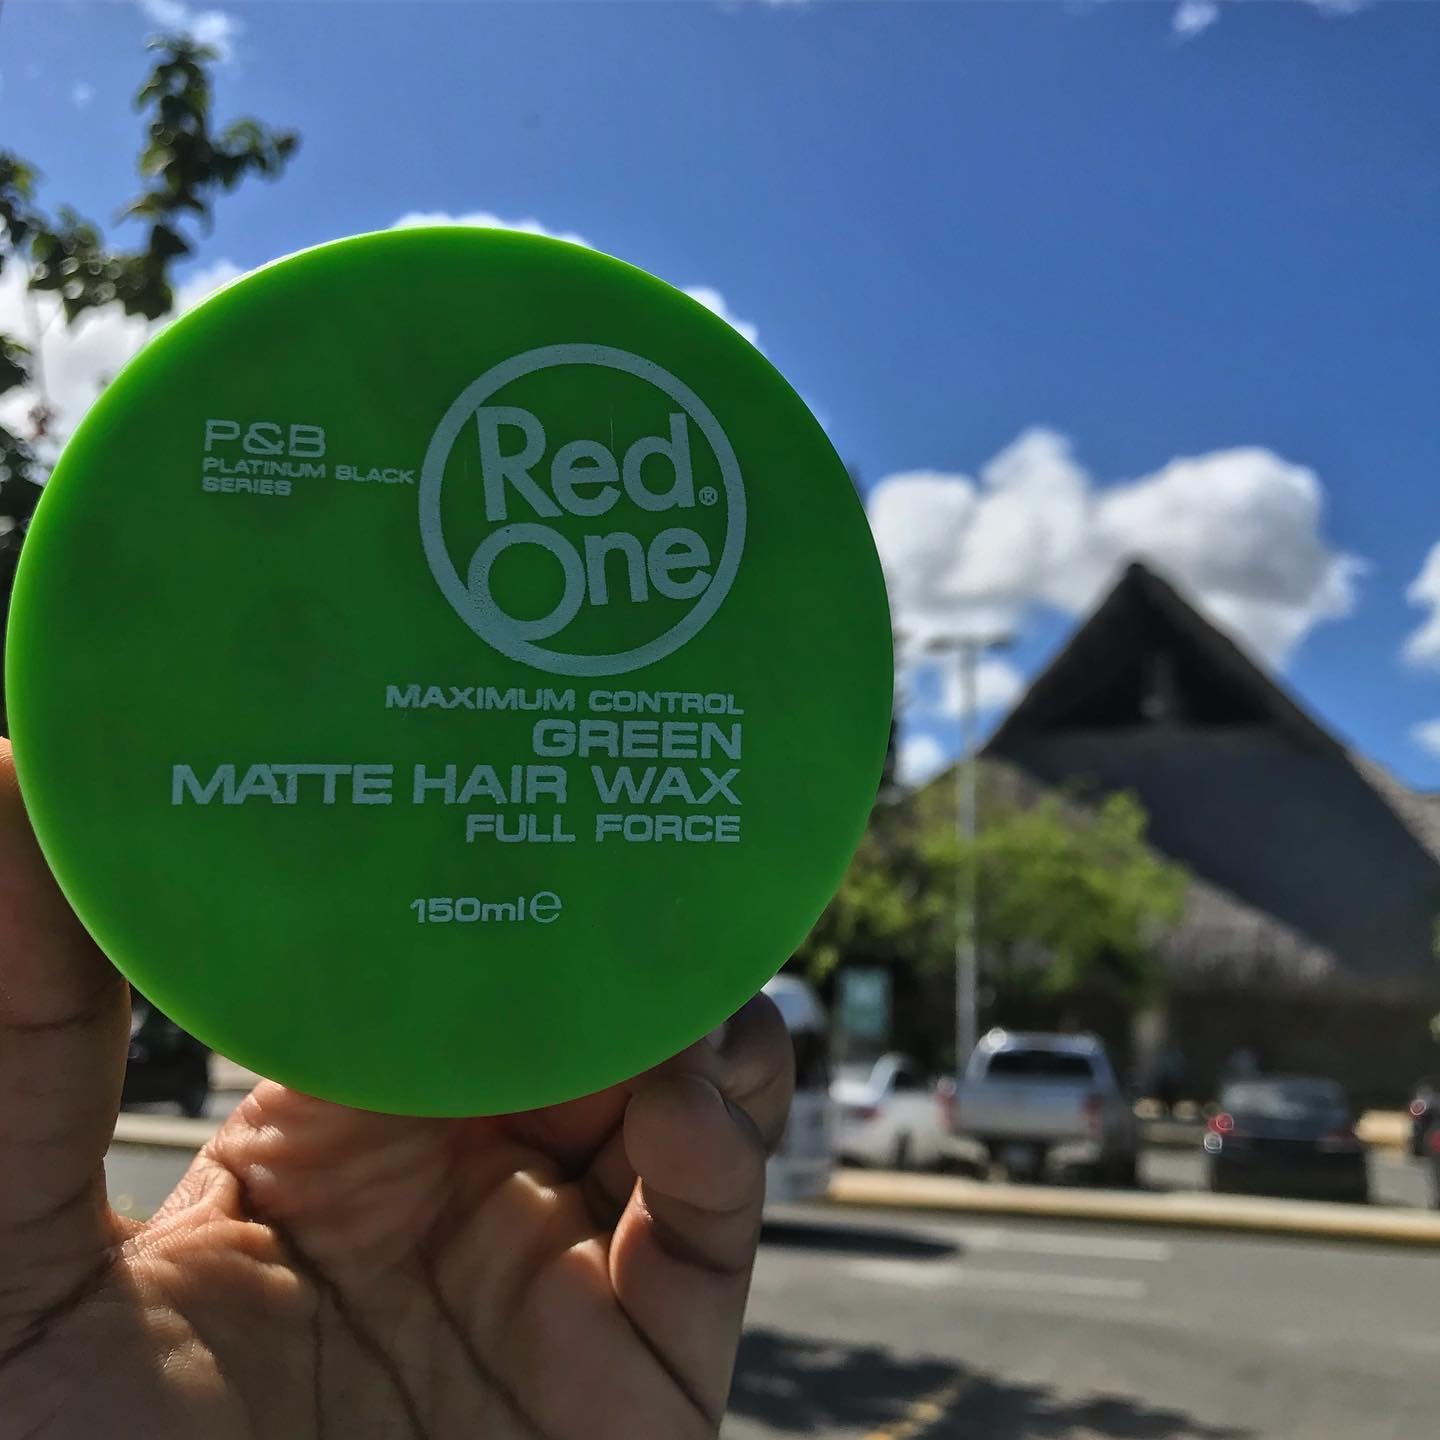 P&B
PLATINUM BLACK
SERIES
Red
One
®
MAXIMUM CONTROL
GREEN
MATTE HAIR WAX
FULL FORCE
150ml℮